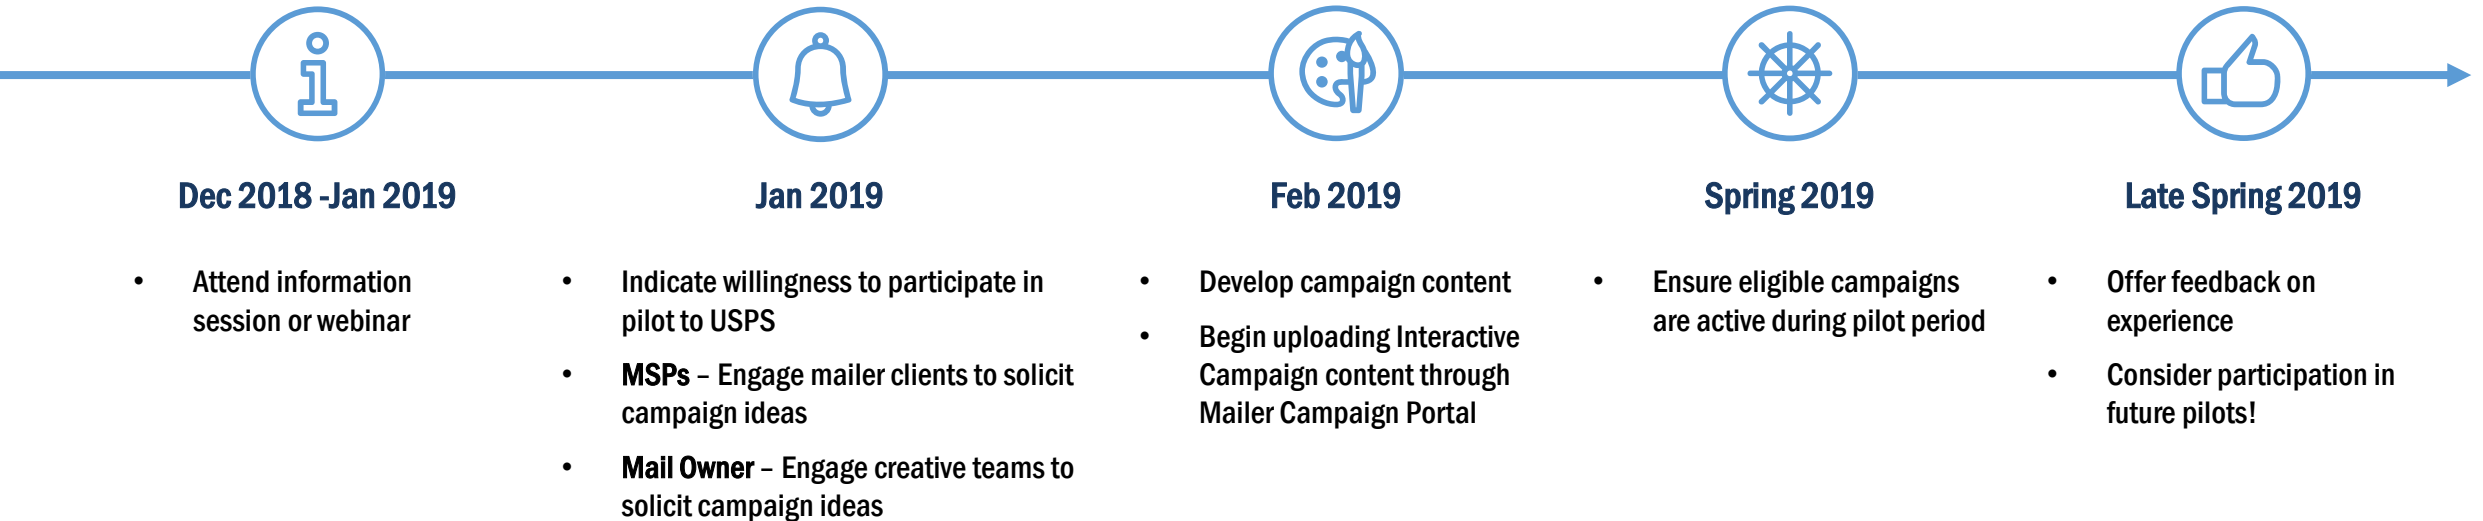 Dec 2018 -Jan 2019
• Attend information
session or webinar
Jan 2019
• Indicate willingness to participate in
pilot to USPS
• MSPs – Engage mailer clients to solicit
campaign ideas
• Mail Owner – Engage creative teams to
solicit campaign ideas
Feb 2019
• Develop campaign content
• Begin uploading Interactive
Campaign content through
Mailer Campaign Portal
Spring 2019
• Ensure eligible campaigns
are active during pilot period
Late Spring 2019
• Offer feedback on
experience
• Consider participation in
future pilots!